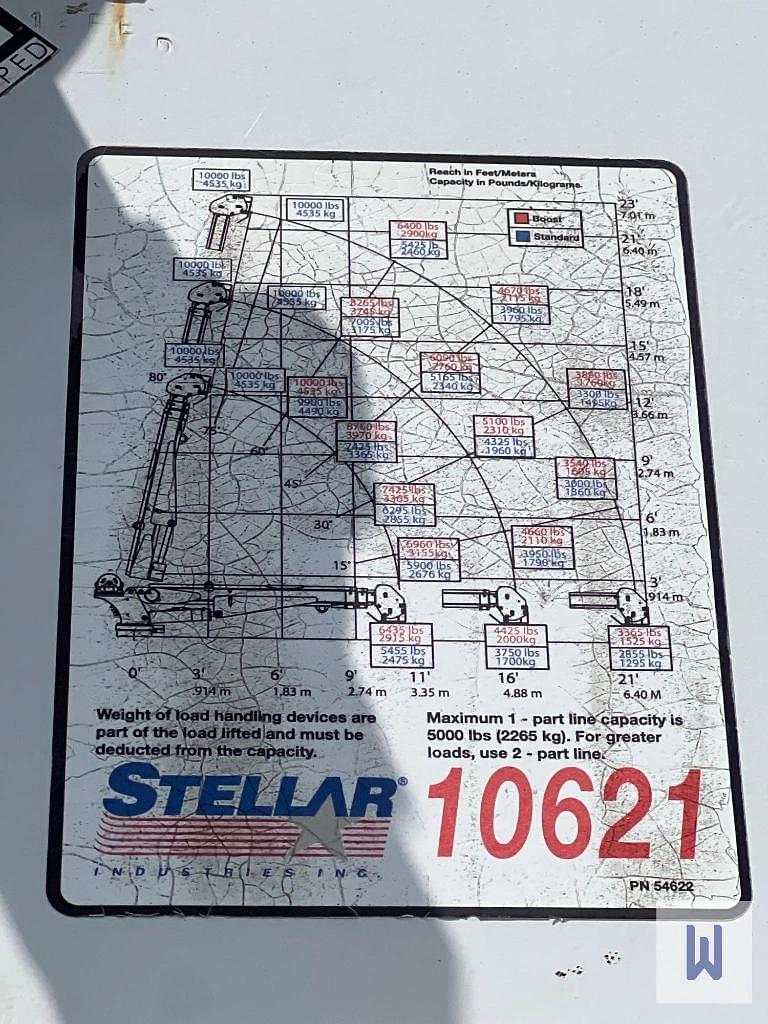 PED
10000 lbs
4535 kg
Reach in Feet/Meters
Capacity in Pounds/Kilograms
10000 lbs
4535 kg
Boost
Standard
23'
7.01 m
6400 lbs
2900kg
5425 lb
2460 kg
21'
6.40 m
10000 lbs
4535 kg
10000 lbs
4535 kg
8265 lbs
3745 kg
7005 lbs
3175 kg
4670 lbs
2115 kg
3960 lbs
1795 kg
18'
5.49 m
15'
4.57 m
10000 lbs
4535 kg
80°
10000 lbs
4535 kg
10000 lbs
4535 kg
9900 lbs
4490 kg
6090 lbs
2760 kg
5165 lbs
2340 kg
3880 lbs
1760kg
3300 lbs
1495kg
12'
3.66 m
75°
60°
8760 lbs
3970 kg
7425 lbs
3365 kg
5100 lbs
2310 kg
4325 lbs
1960 kg
9'
2.74 m
45°
7425 lbs
3365 kg
6295 lbs
2855 kg
3540 lbs
1605 kg
3000 lbs
1360 kg
30°
6'
1.83 m
15°
6960 lbs
3155 kg
5900 lbs
2676 kg
4660 lbs
2110 kg
3950 lbs
1790 kg
3'
.914 m
6435 lbs
2915 kg
5455 lbs
2475 kg
4425 lbs
2000kg
3750 lbs
1700kg
3365 lbs
1525 kg
2855 lbs
1295 kg
0' 3' 6' 9' 11' 16' 21'
.914 m 1.83 m 2.74 m 3.35 m 4.88 m 6.40 M
Weight of load handling devices are
part of the load lifted and must be
deducted from the capacity.
Maximum 1 - part line capacity is
5000 lbs (2265 kg). For greater
loads, use 2 - part line.
STELLAR®
INDUSTRIES INC
10621
PN 54622
W